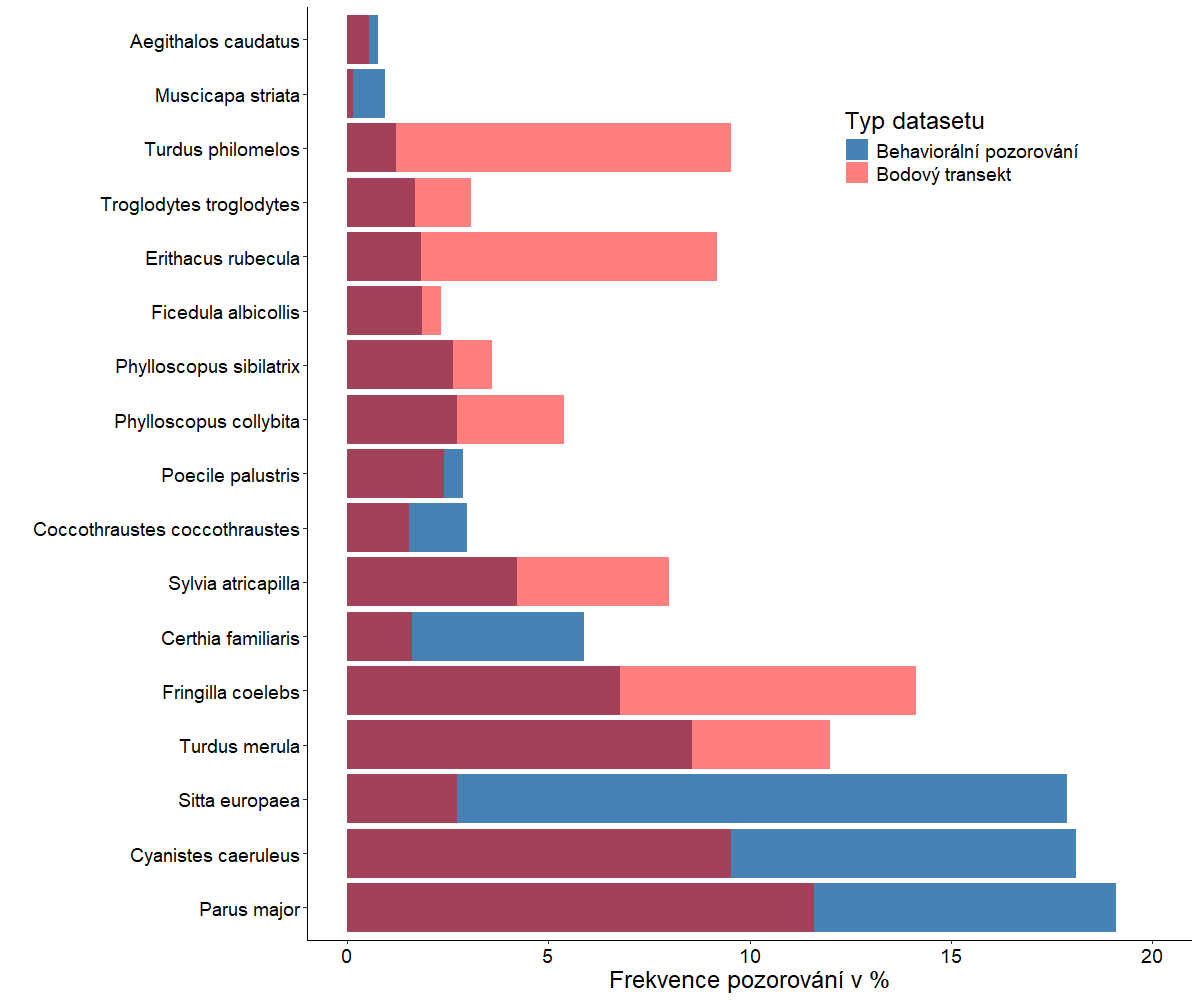 Aegithalos caudatus
Muscicapa striata
Turdus philomelos
Troglodytes troglodytes
Erithacus rubecula
Ficedula albicollis
Phylloscopus sibilatrix
Phylloscopus collybita
Poecile palustris
Coccothraustes coccothraustes
Sylvia atricapilla
Certhia familiaris
Fringilla coelebs
Turdus merula
Sitta europaea
Cyanistes caeruleus
Parus major
Typ datasetu
Behaviorální pozorování
Bodový transekt
0 5 10 15 20
Frekvence pozorování v %